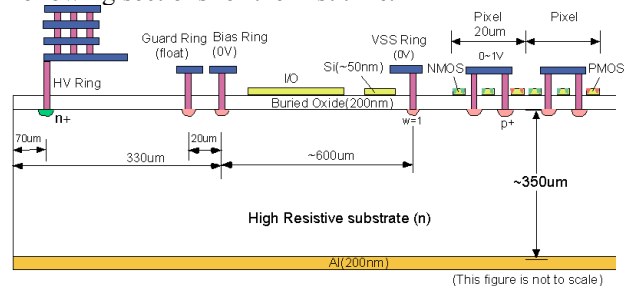 Guard Ring
(float)
Bias Ring
(0V)
VSS Ring
(0V)
Pixel
20um
Pixel
0~1V
HV Ring
I/O
Si(~50nm)
NMOS
PMOS
Buried Oxide(200nm)
n+
w=1
p+
70um
20um
330um
~600um
~350um
High Resistive substrate (n)
Al(200nm)
(This figure is not to scale)